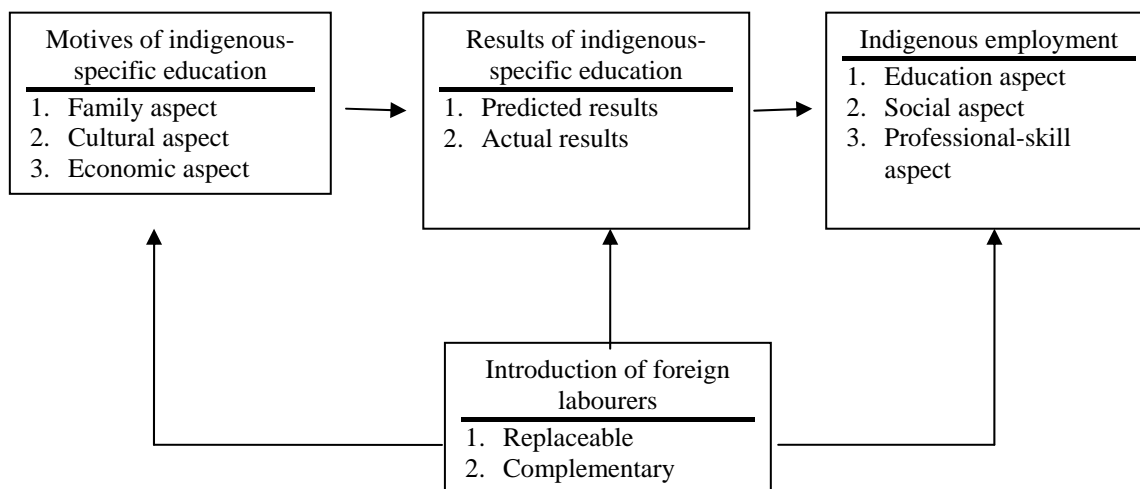 Motives of indigenous-
specific education
1. Family aspect
2. Cultural aspect
3. Economic aspect
Results of indigenous-
specific education
1. Predicted results
2. Actual results
Indigenous employment
1. Education aspect
2. Social aspect
3. Professional-skill
aspect
Introduction of foreign
labourers
1. Replaceable
2. Complementary